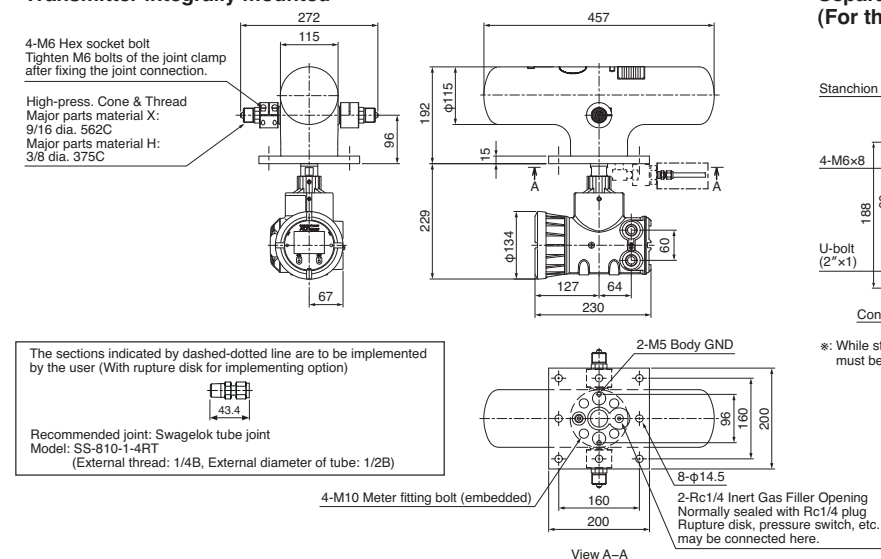 Transmitter integrally mounted
272
115
4-M6 Hex socket bolt
Tighten M6 bolts of the joint clamp
after fixing the joint connection.
High-press. Cone & Thread
Major parts material X:
9/16 dia. 562C
Major parts material H:
3/8 dia. 375C
96
67
457
192
φ115
15
A
A
229
φ134
60
127
64
230
(For th
Stanchion
4-M6×8
188
U-bolt
(2″×1)
Con
※: While st
must be
The sections indicated by dashed-dotted line are to be implemented
by the user (With rupture disk for implementing option)
43.4
Recommended joint: Swagelok tube joint
Model: SS-810-1-4RT
(External thread: 1/4B, External diameter of tube: 1/2B)
2-M5 Body GND
96
160
200
8-φ14.5
4-M10 Meter fitting bolt (embedded)
160
200
2-Rc1/4 Inert Gas Filler Opening
Normally sealed with Rc1/4 plug
Rupture disk, pressure switch, etc.
may be connected here.
View A–A